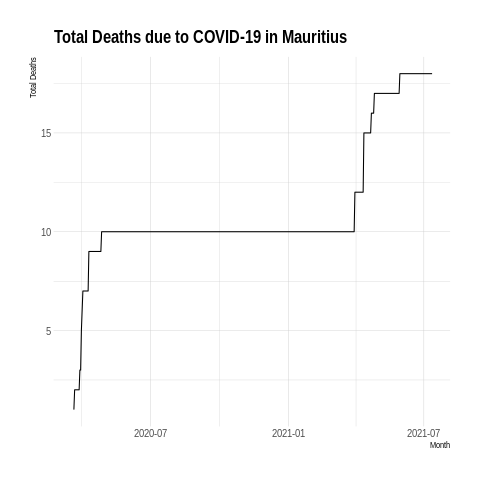 Total Deaths due to COVID-19 in Mauritius
Total Deaths
15
10
5
2020-07
2021-01
2021-07
Month